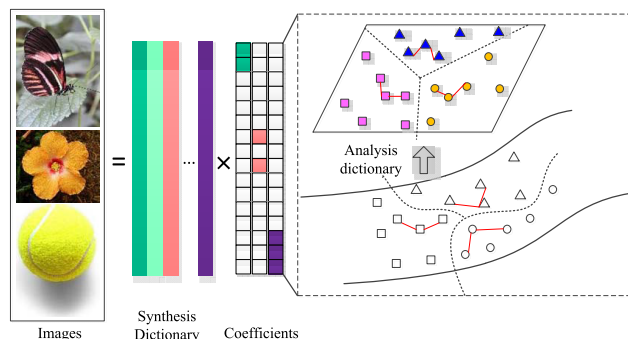 =
...
×
Analysis
dictionary
Images
Synthesis
Dictionary
Coefficients